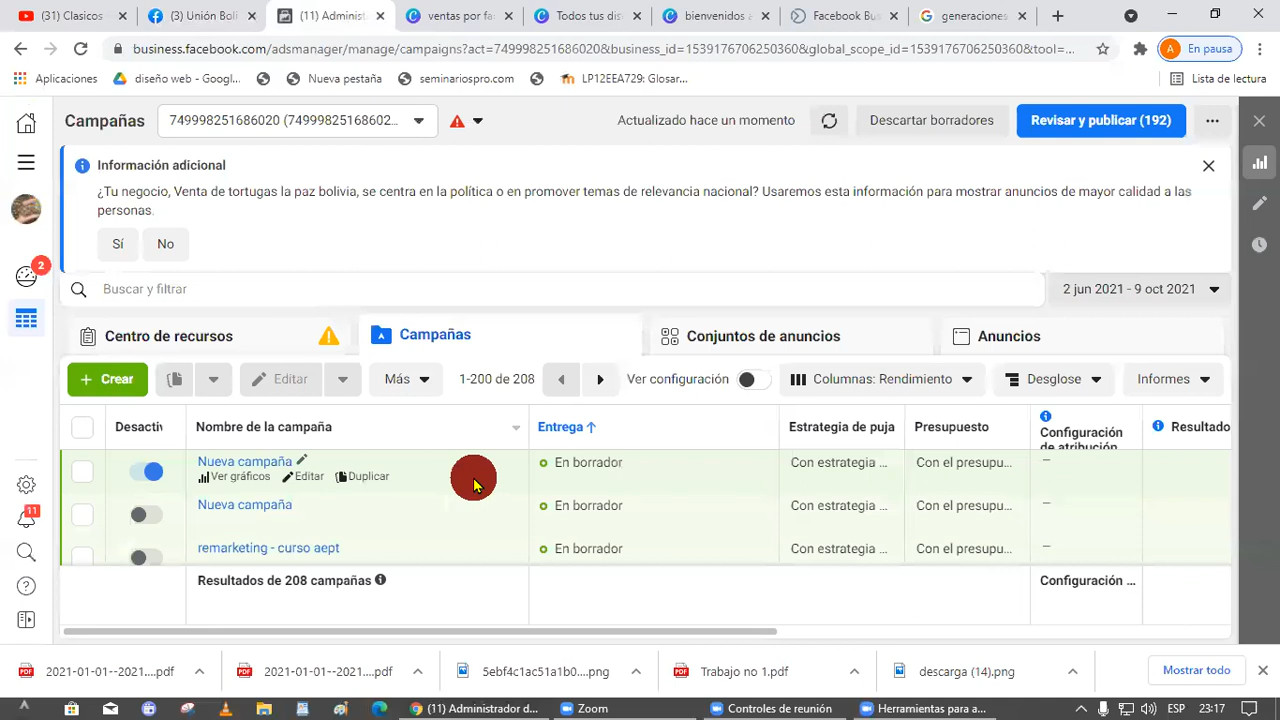 (31) Clasicos
(3) Unión Boli
(11) Administ
ventas por fa
Todos tus dis
bienvenidos a
Facebook Bus
generaciones
business.facebook.com/adsmanager/manage/campaigns?act=749998251686020&business_id=1539176706250360&global_scope_id=1539176706250360&tool=...
A
En pausa
Aplicaciones
diseño web - Googl...
Nueva pestaña
seminariospro.com
LP12EEA729: Glosar...
Lista de lectura
Campañas
749998251686020 (74999825168602...
Actualizado hace un momento
Descartar borradores
Revisar y publicar (192)
Información adicional
¿Tu negocio, Venta de tortugas la paz bolivia, se centra en la política o en promover temas de relevancia nacional? Usaremos esta información para mostrar anuncios de mayor calidad a las
personas.
Sí
No
2
Buscar y filtrar
2 jun 2021 - 9 oct 2021
Centro de recursos
Campañas
Conjuntos de anuncios
Anuncios
+ Crear
Editar
Más
1-200 de 208
Ver configuración
Columnas: Rendimiento
Desglose
Informes
Desactiv
Nombre de la campaña
Entrega
Estrategia de puja
Presupuesto
Configuración
de atribución
Resultado
Nueva campaña
Ver gráficos
Editar
Duplicar
En borrador
Con estrategia ...
Con el presupu...
—
Nueva campaña
En borrador
Con estrategia ...
Con el presupu...
—
remarketing - curso aept
En borrador
Con estrategia ...
Con el presupu...
—
11
Resultados de 208 campañas
Configuración ...
2021-01-01--2021....pdf
2021-01-01--2021....pdf
5ebf4c1ac51a1b0....png
Trabajo no 1.pdf
descarga (14).png
Mostrar todo
(11) Administrador d...
Zoom
Controles de reunión
Herramientas para a...
ESP
23:17